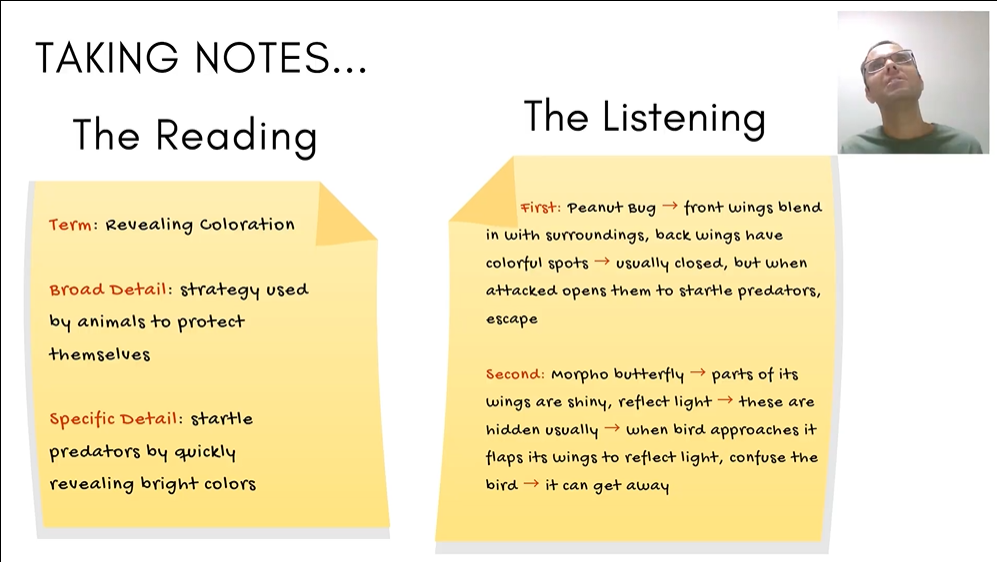 TAKING NOTES...
The Reading
Term: Revealing Coloration
Broad Detail: strategy used
by animals to protect
themselves
Specific Detail: startle
predators by quickly
revealing bright colors
The Listening
First: Peanut Bug → front wings blend
in with surroundings, back wings have
colorful spots → usually closed, but when
attacked opens them to startle predators,
escape
Second: Morpho butterfly → parts of its
wings are shiny, reflect light → these are
hidden usually → when bird approaches it
flaps its wings to reflect light, confuse the
bird → it can get away